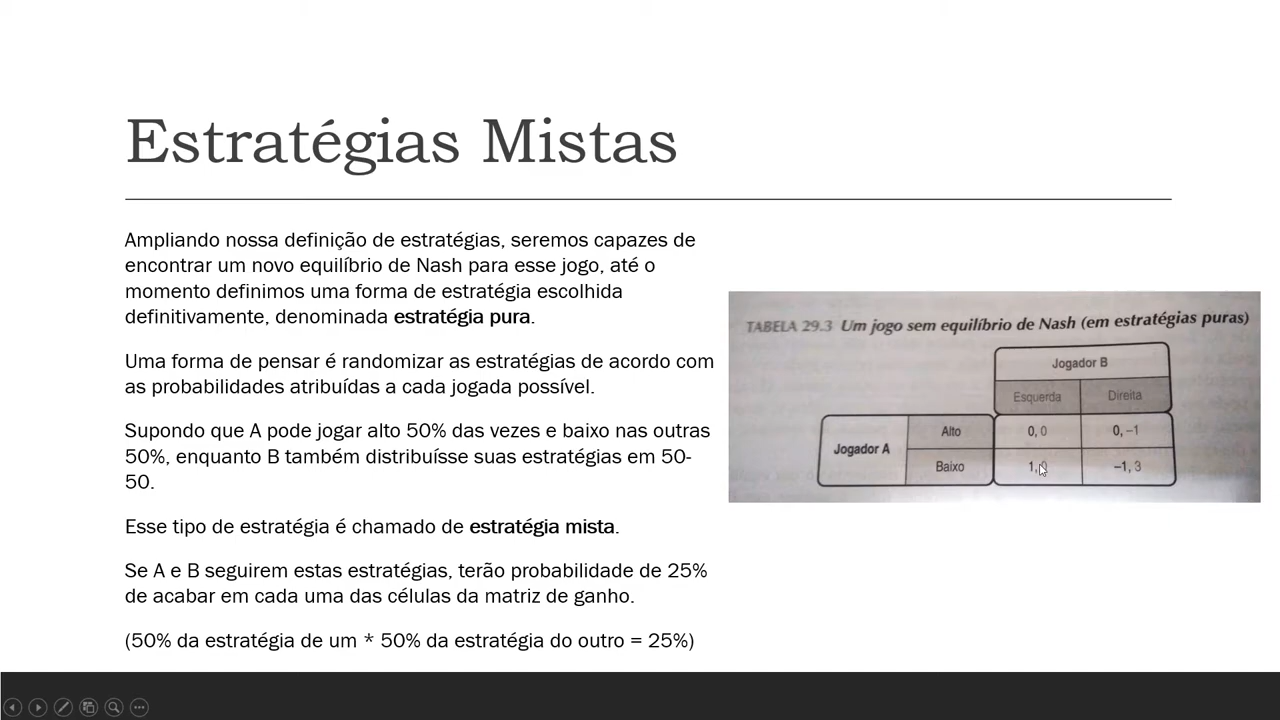 Estratégias Mistas
Ampliando nossa definição de estratégias, seremos capazes de
encontrar um novo equilíbrio de Nash para esse jogo, até o
momento definimos uma forma de estratégia escolhida
definitivamente, denominada estratégia pura.
Uma forma de pensar é randomizar as estratégias de acordo com
as probabilidades atribuídas a cada jogada possível.
Supondo que A pode jogar alto 50% das vezes e baixo nas outras
50%, enquanto B também distribuísse suas estratégias em 50-
50.
Esse tipo de estratégia é chamado de estratégia mista.
Se A e B seguirem estas estratégias, terão probabilidade de 25%
de acabar em cada uma das células da matriz de ganho.
(50% da estratégia de um * 50% da estratégia do outro = 25%)
TABELA 29.3 Um jogo sem equilíbrio de Nash (em estratégias puras)
Jogador B
Esquerda Direita
Jogador A
Alto 0, 0 0, −1
Baixo 1, −1, 3